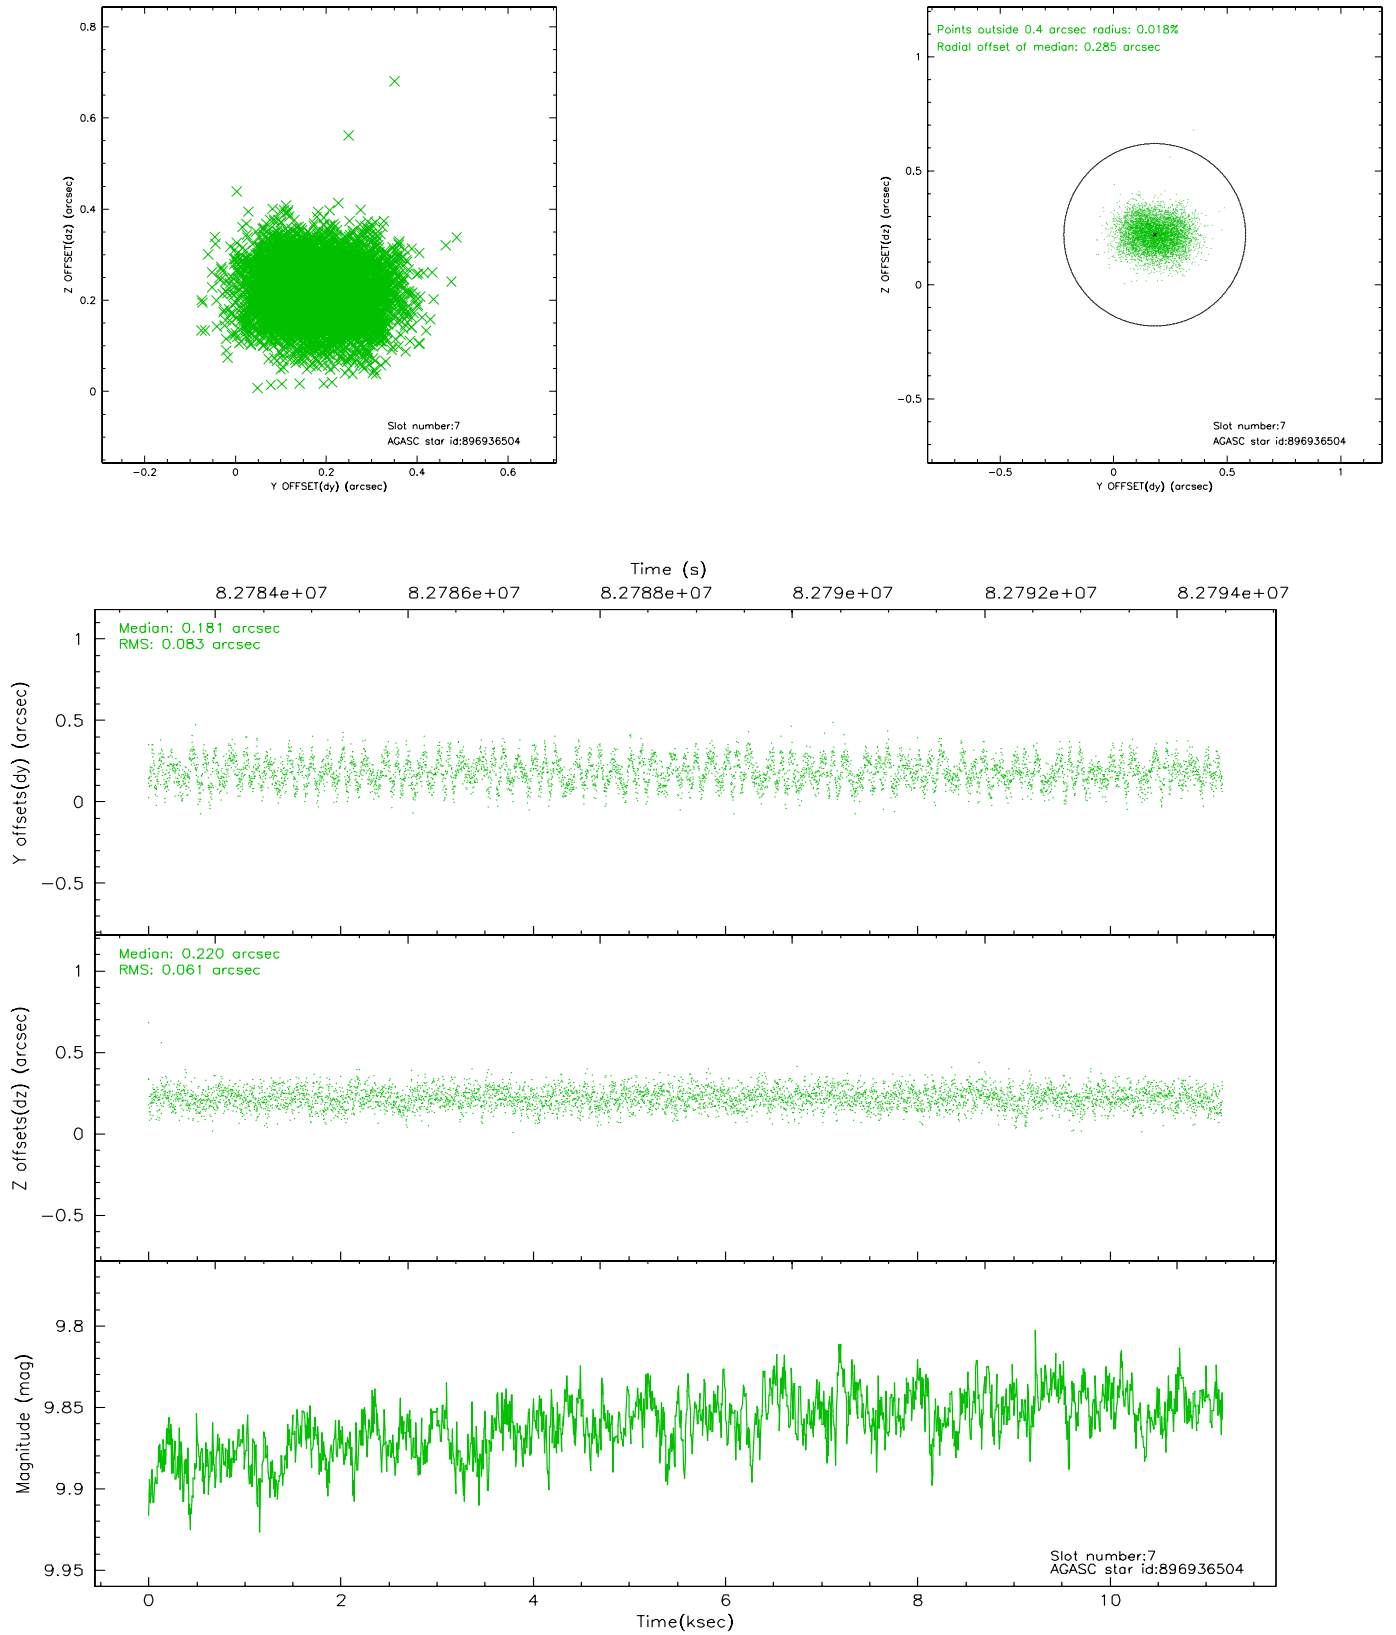 0.8
0.6
0.4
0.2
0
Z OFFSET(dz) (arcsec)
Slot number:7
AGASC star id:896936504
−0.2 0 0.2 0.4 0.6
Y OFFSET(dy) (arcsec)
Points outside 0.4 arcsec radius: 0.018%
Radial offset of median: 0.285 arcsec
1
0.5
0
−0.5
Z OFFSET(dz) (arcsec)
Slot number:7
AGASC star id:896936504
−0.5 0 0.5 1
Y OFFSET(dy) (arcsec)
Time (s)
8.2784e+07 8.2786e+07 8.2788e+07 8.279e+07 8.2792e+07 8.2794e+07
Median: 0.181 arcsec
RMS: 0.083 arcsec
1
0.5
0
−0.5
Y offsets(dy) (arcsec)
Median: 0.220 arcsec
RMS: 0.061 arcsec
1
0.5
0
−0.5
Z offsets(dz) (arcsec)
9.8
9.85
9.9
9.95
Magnitude (mag)
Slot number:7
AGASC star id:896936504
0 2 4 6 8 10
Time(ksec)